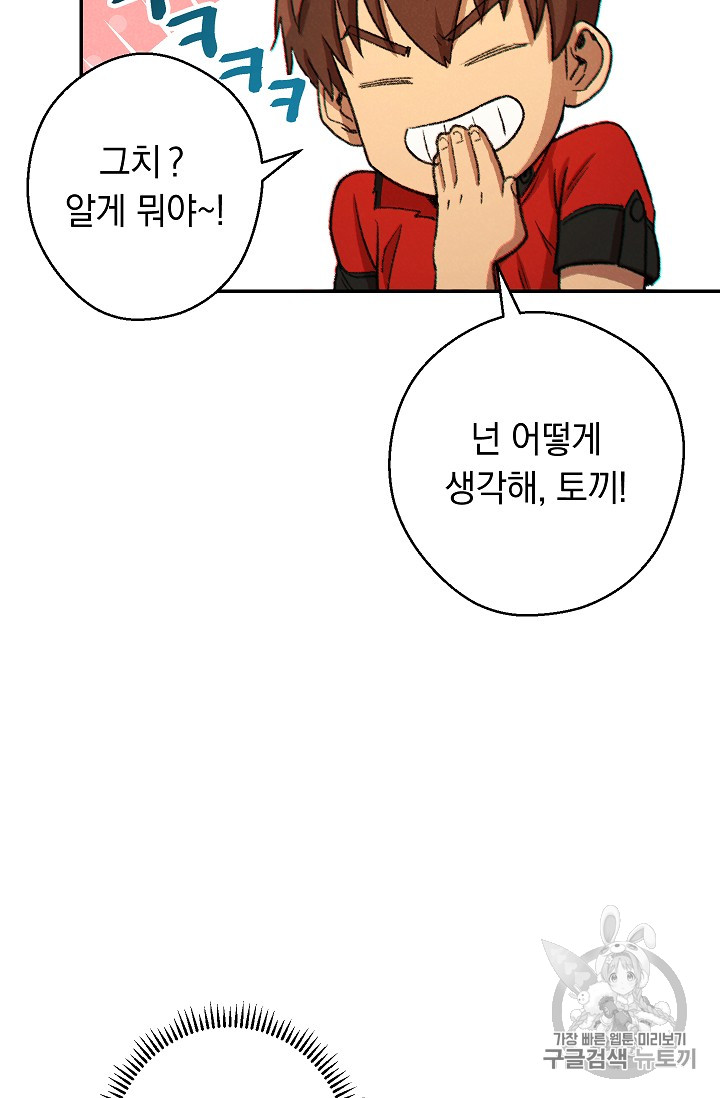 ㅋㅋㅋㅋ
그치?
알게 뭐야~!
넌 어떻게
생각해, 토끼!
가장 빠른 웹툰 미리보기
구글검색 뉴토끼